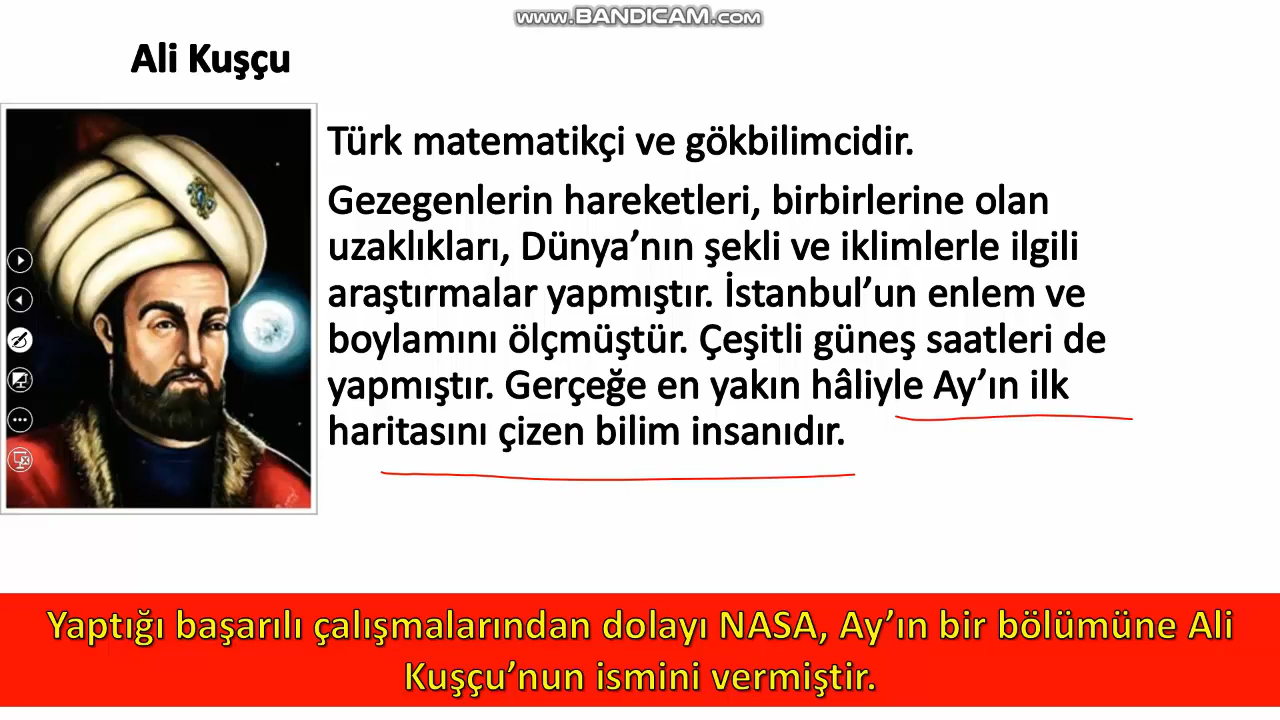 www.BANDICAM.com
Ali Kuşçu
Türk matematikçi ve gökbilimcidir.
Gezegenlerin hareketleri, birbirlerine olan
uzaklıkları, Dünya’nın şekli ve iklimlerle ilgili
araştırmalar yapmıştır. İstanbul’un enlem ve
boylamını ölçmüştür. Çeşitli güneş saatleri de
yapmıştır. Gerçeğe en yakın hâliyle Ay’ın ilk
haritasını çizen bilim insanıdır.
Yaptığı başarılı çalışmalarından dolayı NASA, Ay’ın bir bölümüne Ali
Kuşçu’nun ismini vermiştir.